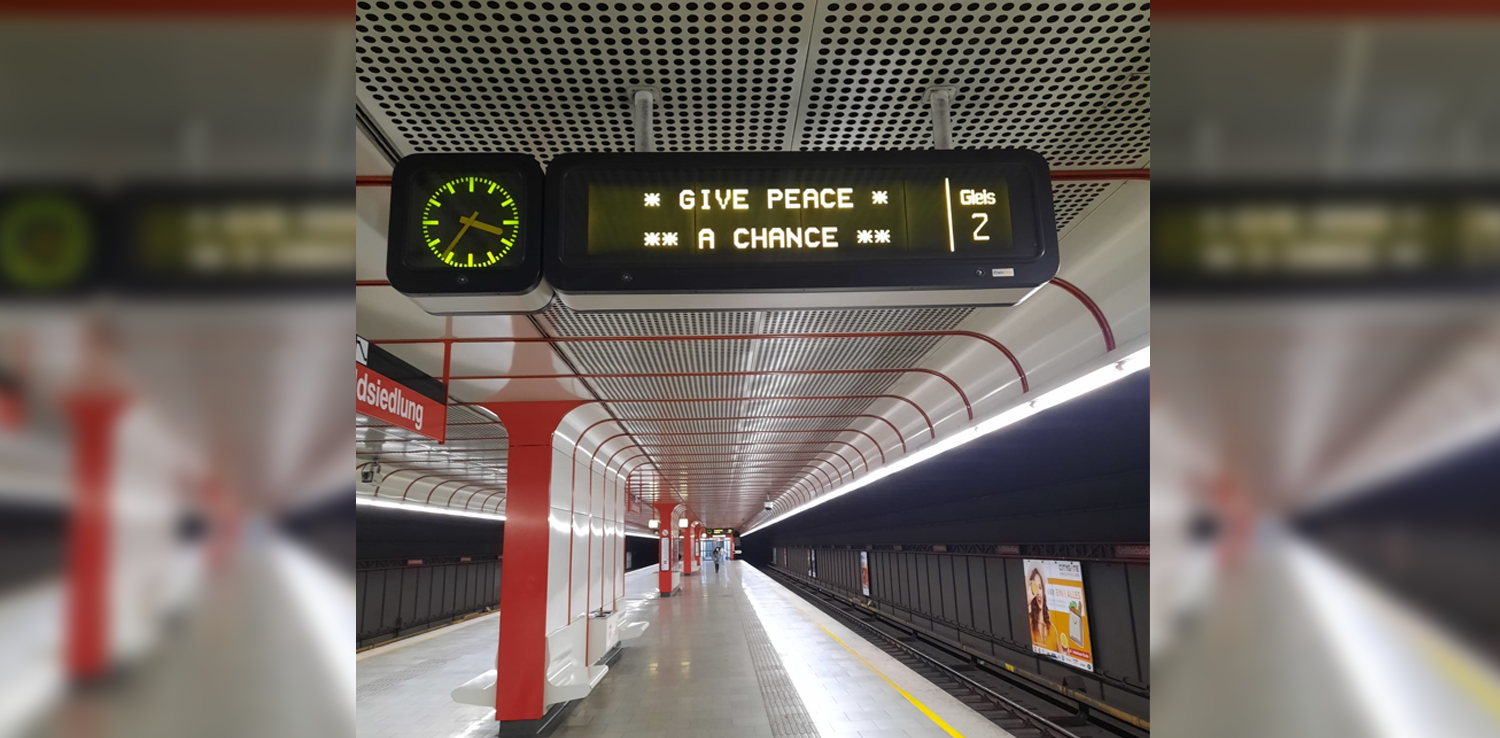 * GIVE PEACE *
** A CHANCE **
Gleis
2
dsiedlung